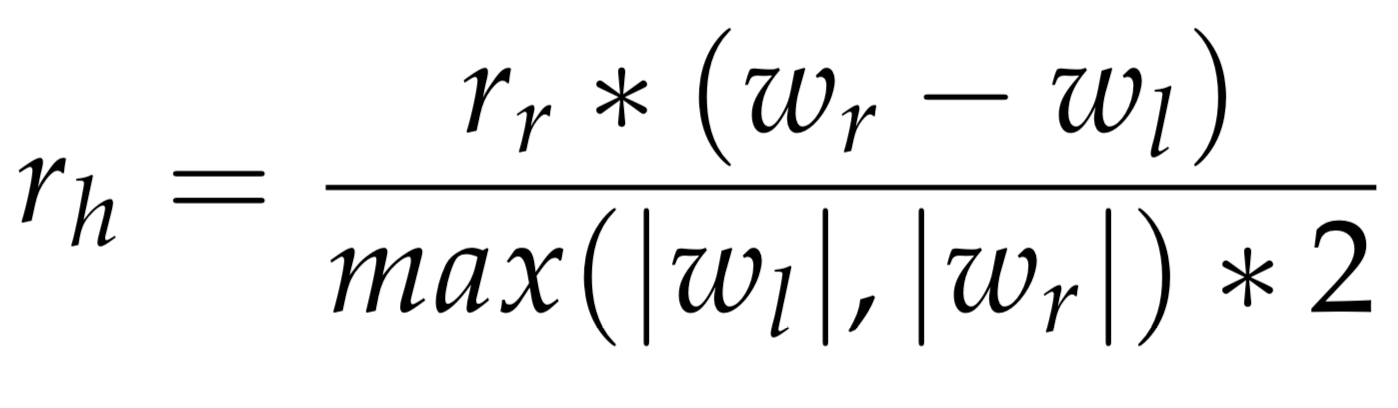 r_h = \frac{r_r * (w_r - w_l)}{max(|w_l|, |w_r|) * 2}